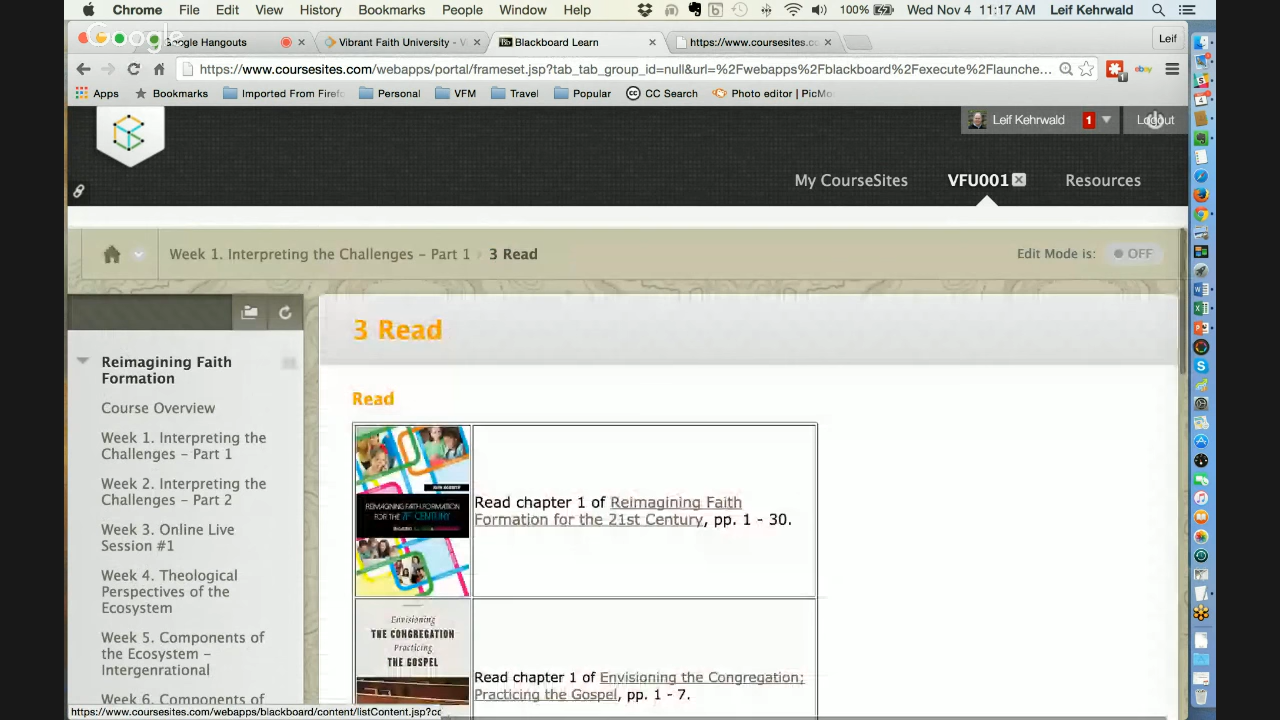 Chrome File Edit View History Bookmarks People Window Help 100% Wed Nov 4 11:17 AM Leif Kehrwald
Google
Google Hangouts Vibrant Faith University - V Blackboard Learn https://www.coursesites.c Leif
https://www.coursesites.com/webapps/portal/frameset.jsp?tab_tab_group_id=null&url=%2Fwebapps%2Fblackboard%2Fexecute%2Flaunche...
Apps Bookmarks Imported From Firef Personal VFM Travel Popular CC Search Photo editor | PicMo
Leif Kehrwald 1 Logout
My CourseSites VFU001 Resources
Week 1. Interpreting the Challenges – Part 1 3 Read Edit Mode is: OFF
3 Read
Reimagining Faith
Formation
Course Overview
Week 1. Interpreting the
Challenges – Part 1
Week 2. Interpreting the
Challenges – Part 2
Week 3. Online Live
Session #1
Week 4. Theological
Perspectives of the
Ecosystem
Week 5. Components of
the Ecosystem –
Intergenrational
Week 6. Components of
Read
REIMAGINING FAITH FORMATION
FOR THE 21ST CENTURY
Read chapter 1 of Reimagining Faith
Formation for the 21st Century, pp. 1 - 30.
Envisioning
THE CONGREGATION
Practicing
THE GOSPEL
Read chapter 1 of Envisioning the Congregation;
Practicing the Gospel, pp. 1 - 7.
https://www.coursesites.com/webapps/blackboard/content/listContent.jsp?co